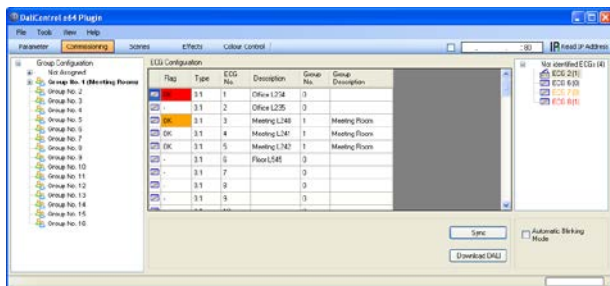 DaliControl e64 Plugin
File Tools View Help
Parameter Commissioning Scenes Effects Colour Control :80 IP Read IP Address
Group Configuration
Not Assigned
Group No. 1 (Meeting Rooms)
Group No. 2
Group No. 3
Group No. 4
Group No. 5
Group No. 6
Group No. 7
Group No. 8
Group No. 9
Group No. 10
Group No. 11
Group No. 12
Group No. 13
Group No. 14
Group No. 15
Group No. 16
ECG Configuration
Flag Type ECG No. Description Group No. Group Description
3.1 1 Office L234 0
- 3.1 2 Office L235 0
OK 3.1 3 Meeting L240 1 Meeting Room
OK 3.1 4 Meeting L241 1 Meeting Room
OK 3.1 5 Meeting L242 1 Meeting Room
- 3.1 6 Floor L545 0
- 3.1 7 0
- 3.1 8 0
- 3.1 9 0
Not identified ECGs (4)
ECG 2(1)
ECG 6(0)
ECG 7(0)
ECG 8(1)
Sync
Download DALI
Automatic Blinking
Mode